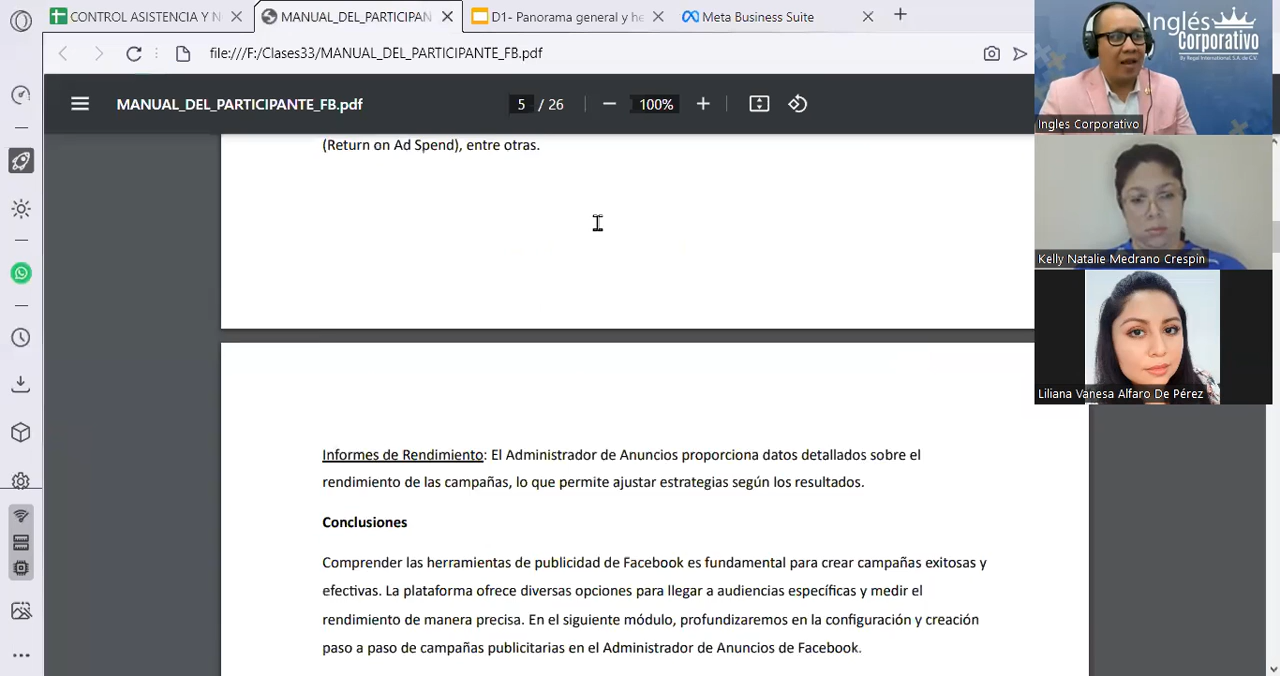 CONTROL ASISTENCIA Y N
MANUAL_DEL_PARTICIPAN
D1- Panorama general y he
Meta Business Suite
file:///F:/Clases33/MANUAL_DEL_PARTICIPANTE_FB.pdf
MANUAL_DEL_PARTICIPANTE_FB.pdf
5 / 26
100%
(Return on Ad Spend), entre otras.
Informes de Rendimiento: El Administrador de Anuncios proporciona datos detallados sobre el
rendimiento de las campañas, lo que permite ajustar estrategias según los resultados.
Conclusiones
Comprender las herramientas de publicidad de Facebook es fundamental para crear campañas exitosas y
efectivas. La plataforma ofrece diversas opciones para llegar a audiencias específicas y medir el
rendimiento de manera precisa. En el siguiente módulo, profundizaremos en la configuración y creación
paso a paso de campañas publicitarias en el Administrador de Anuncios de Facebook.
Inglés
Corporativo
By Regal International, S.A. de C.V.
Ingles Corporativo
Kelly Natalie Medrano Crespin
Liliana Vanesa Alfaro De Pérez